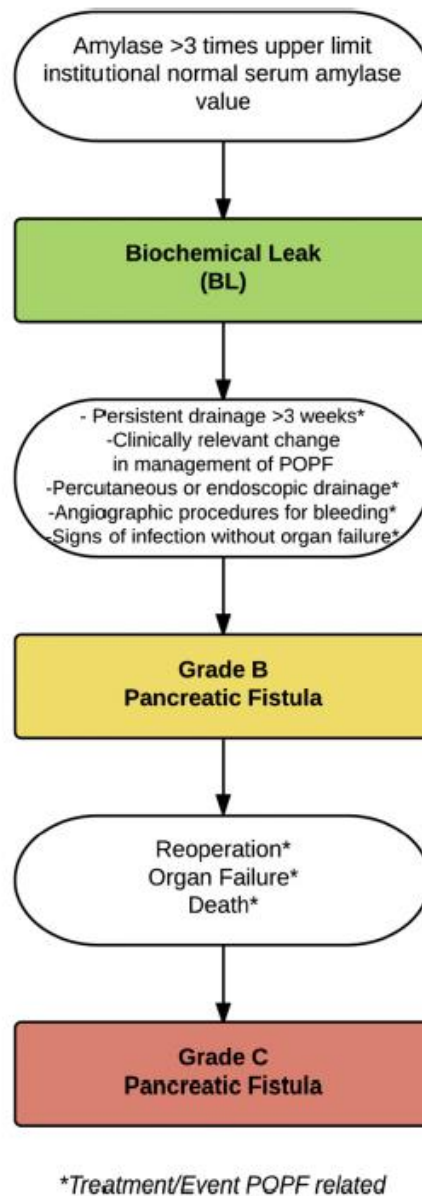 Amylase >3 times upper limit
institutional normal serum amylase
value
Biochemical Leak
(BL)
- Persistent drainage >3 weeks*
-Clinically relevant change
in management of POPF
-Percutaneous or endoscopic drainage*
-Angiographic procedures for bleeding*
-Signs of infection without organ failure*
Grade B
Pancreatic Fistula
Reoperation*
Organ Failure*
Death*
Grade C
Pancreatic Fistula
*Treatment/Event POPF related